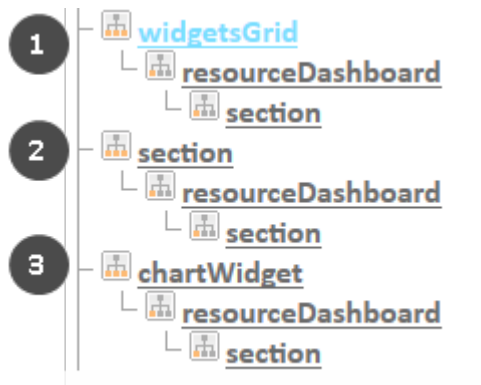 1 widgetsGrid
resourceDashboard
section
2 section
resourceDashboard
section
3 chartWidget
resourceDashboard
section